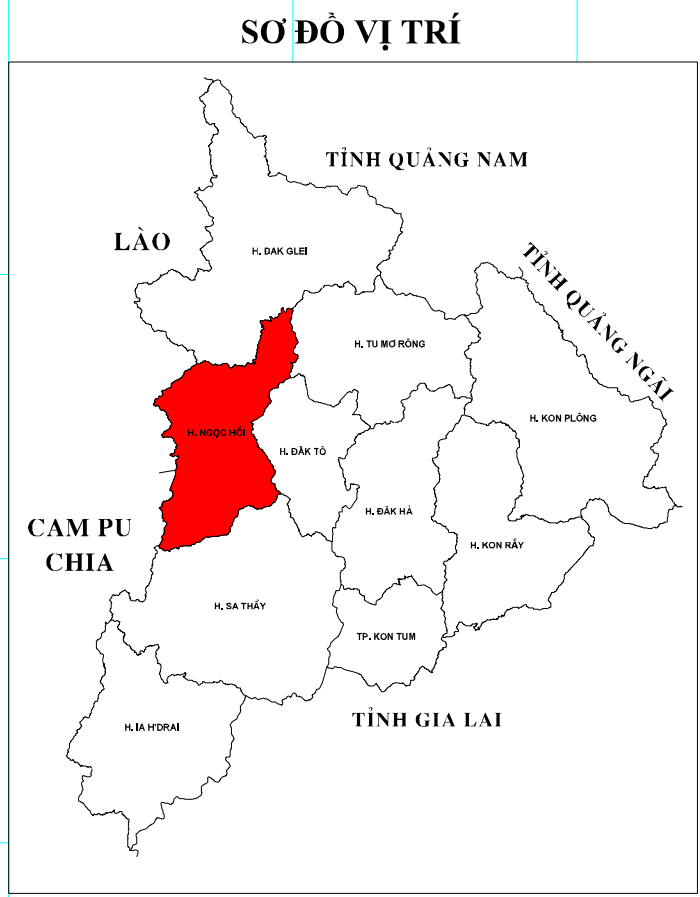 SƠ ĐỒ VỊ TRÍ
TỈNH QUẢNG NAM
LÀO
H. ĐAK GLEI
TỈNH QUẢNG NGÃI
H. TU MƠ RÔNG
H. KON PLÔNG
H. NGỌC HỒI
H. ĐĂK TÔ
H. ĐĂK HÀ
CAM PU
CHIA
H. KON RẪY
H. SA THẦY
TP. KON TUM
TỈNH GIA LAI
H. IA H'DRAI